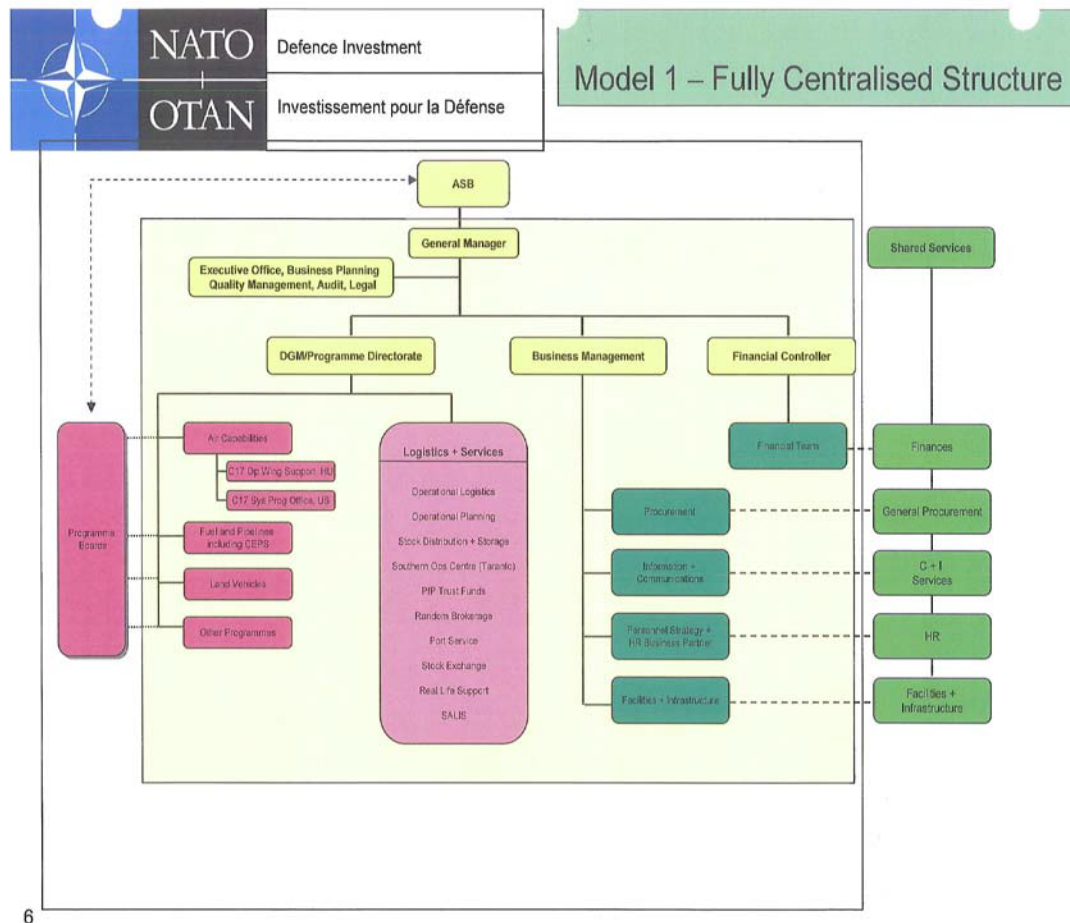 NATO
OTAN
Defence Investment
Investissement pour la Défense
Model 1 – Fully Centralised Structure
ASB
General Manager
Shared Services
Executive Office, Business Planning
Quality Management, Audit, Legal
DGM/Programme Directorate
Business Management
Financial Controller
Programme
Boards
Air Capabilities
C17 Op Wing Support, HU
C17 Sys Prog Office, US
Fuel and Pipelines
including CEPS
Land Vehicles
Other Programmes
Logistics + Services
Operational Logistics
Operational Planning
Stock Distribution + Storage
Southern Ops Centre (Taranto)
PfP Trust Funds
Random Brokerage
Port Service
Stock Exchange
Real Life Support
SALIS
Financial Team
Finances
Procurement
General Procurement
Information +
Communications
C + I
Services
Personnel Strategy +
HR Business Partner
HR
Facilities + Infrastructure
Facilities +
Infrastructure
6